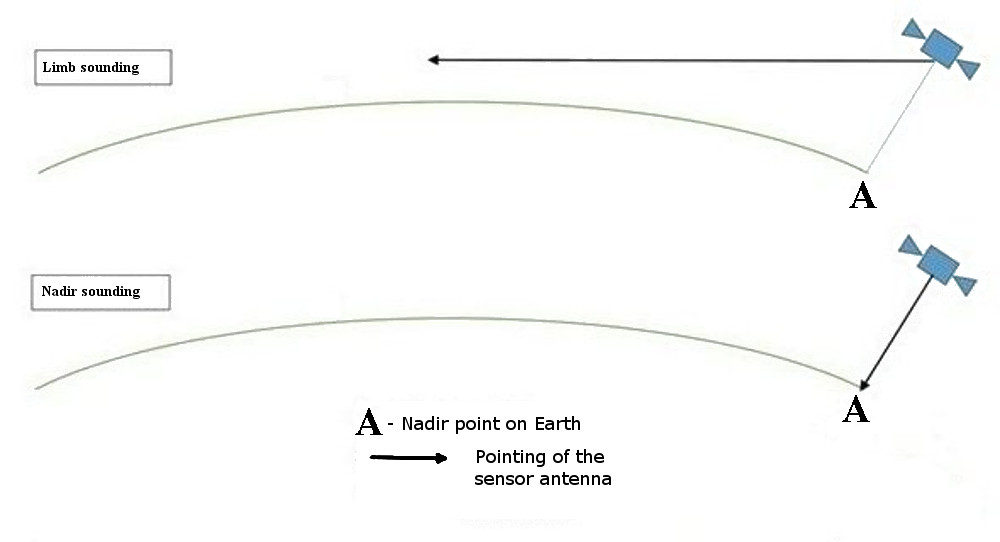 Limb sounding
A
Nadir sounding
A
A - Nadir point on Earth
Pointing of the
sensor antenna